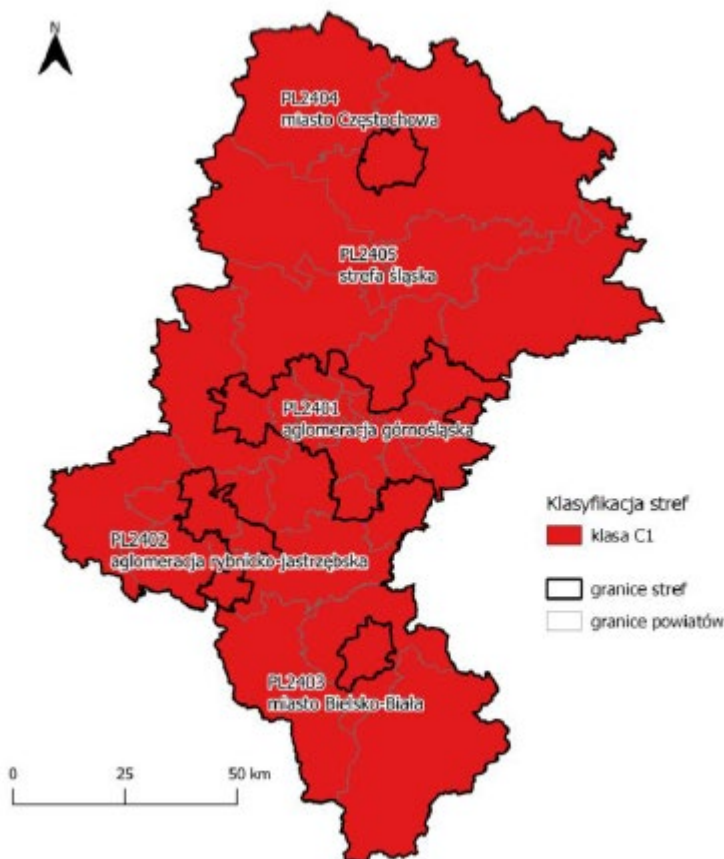 N
PL2404
miasto Częstochowa
PL2405
strefa śląska
PL2401
aglomeracja górnośląska
PL2402
aglomeracja rybnicko-jastrzębska
PL2403
miasto Bielsko-Biała
Klasyfikacja stref
klasa C1
granice stref
granice powiatów
0 25 50 km